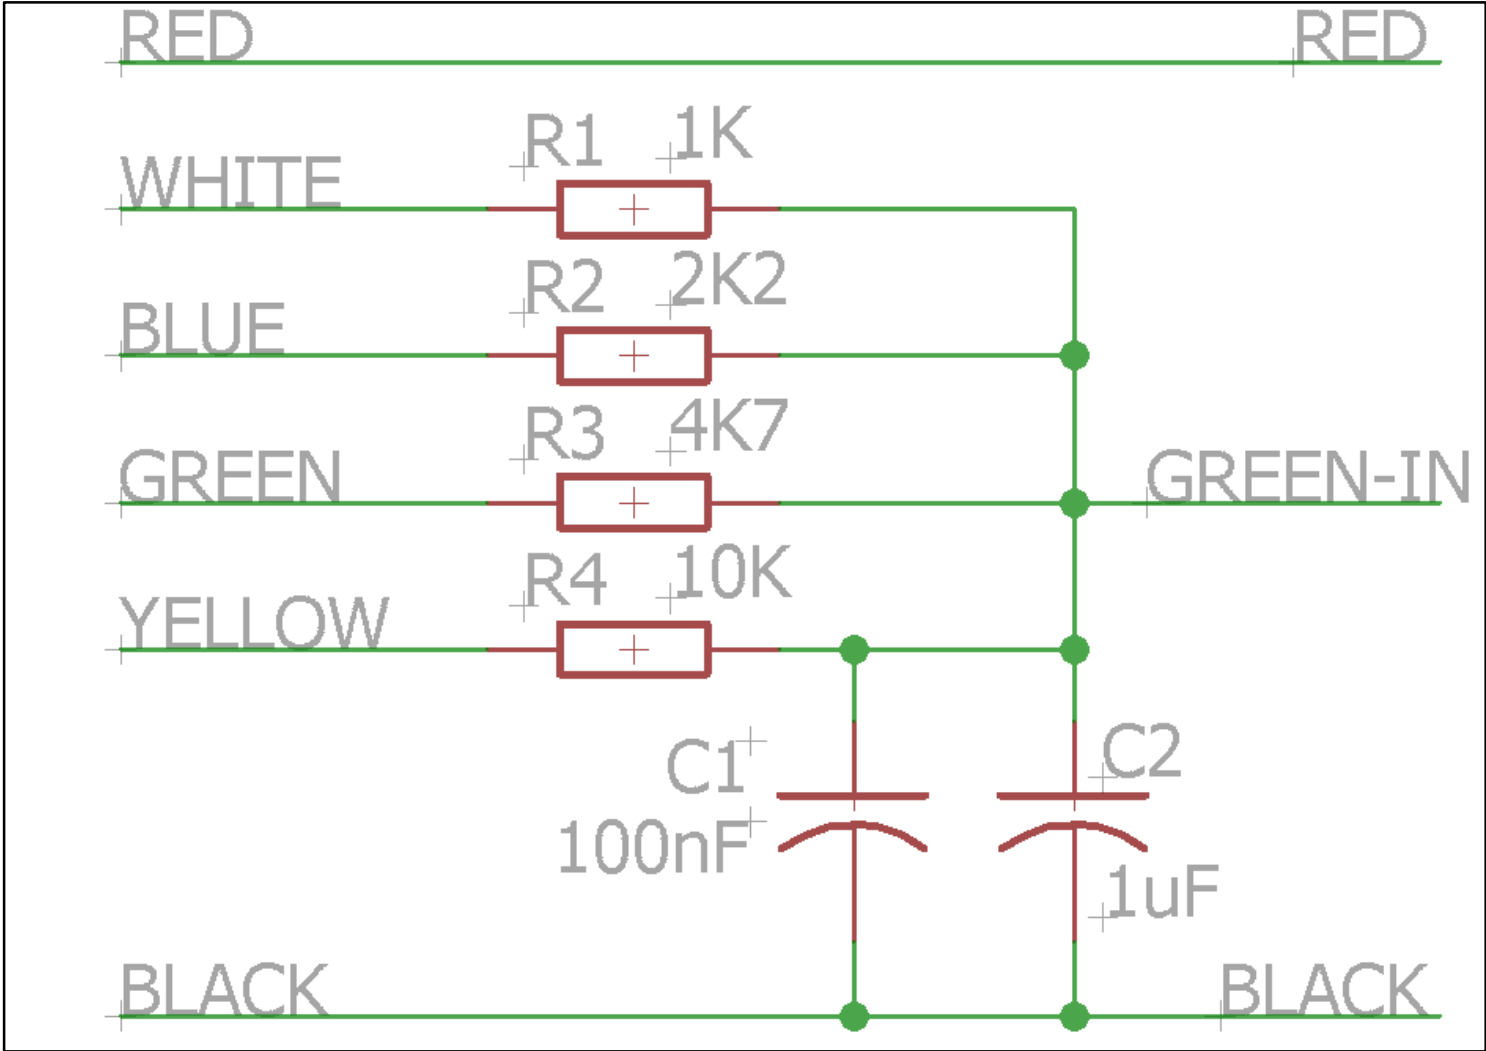 RED RED
R1 1K
WHITE
R2 2K2
BLUE
R3 4K7
GREEN GREEN-IN
R4 10K
YELLOW
C1 C2
100nF 1uF
BLACK BLACK